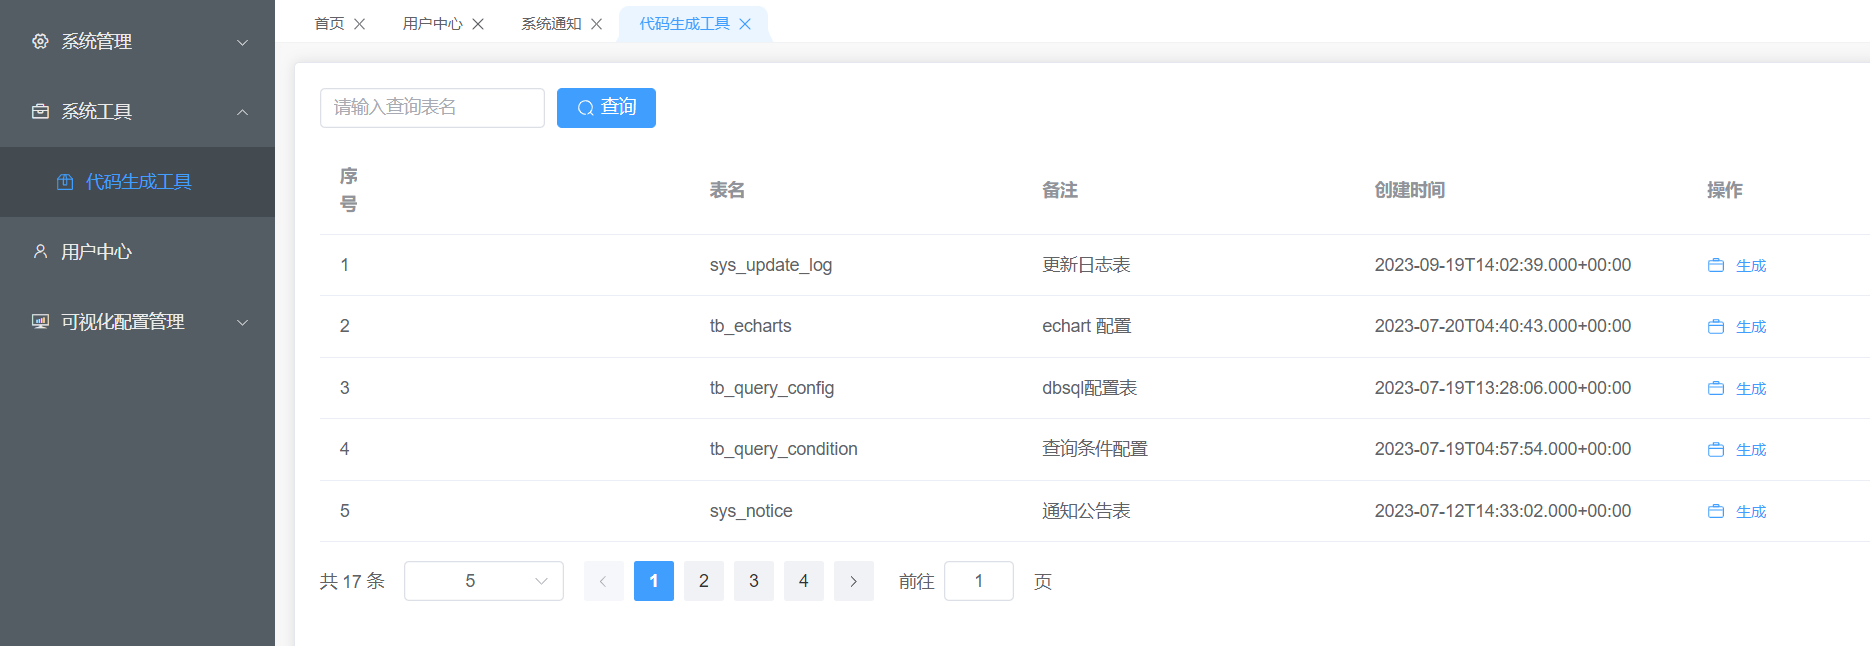 系统管理
系统工具
代码生成工具
用户中心
可视化配置管理
首页 用户中心 系统通知 代码生成工具
请输入查询表名 查询
序号 表名 备注 创建时间 操作
1 sys_update_log 更新日志表 2023-09-19T14:02:39.000+00:00 生成
2 tb_echarts echart 配置 2023-07-20T04:40:43.000+00:00 生成
3 tb_query_config dbsql配置表 2023-07-19T13:28:06.000+00:00 生成
4 tb_query_condition 查询条件配置 2023-07-19T04:57:54.000+00:00 生成
5 sys_notice 通知公告表 2023-07-12T14:33:02.000+00:00 生成
共 17 条 5 1 2 3 4 前往 1 页